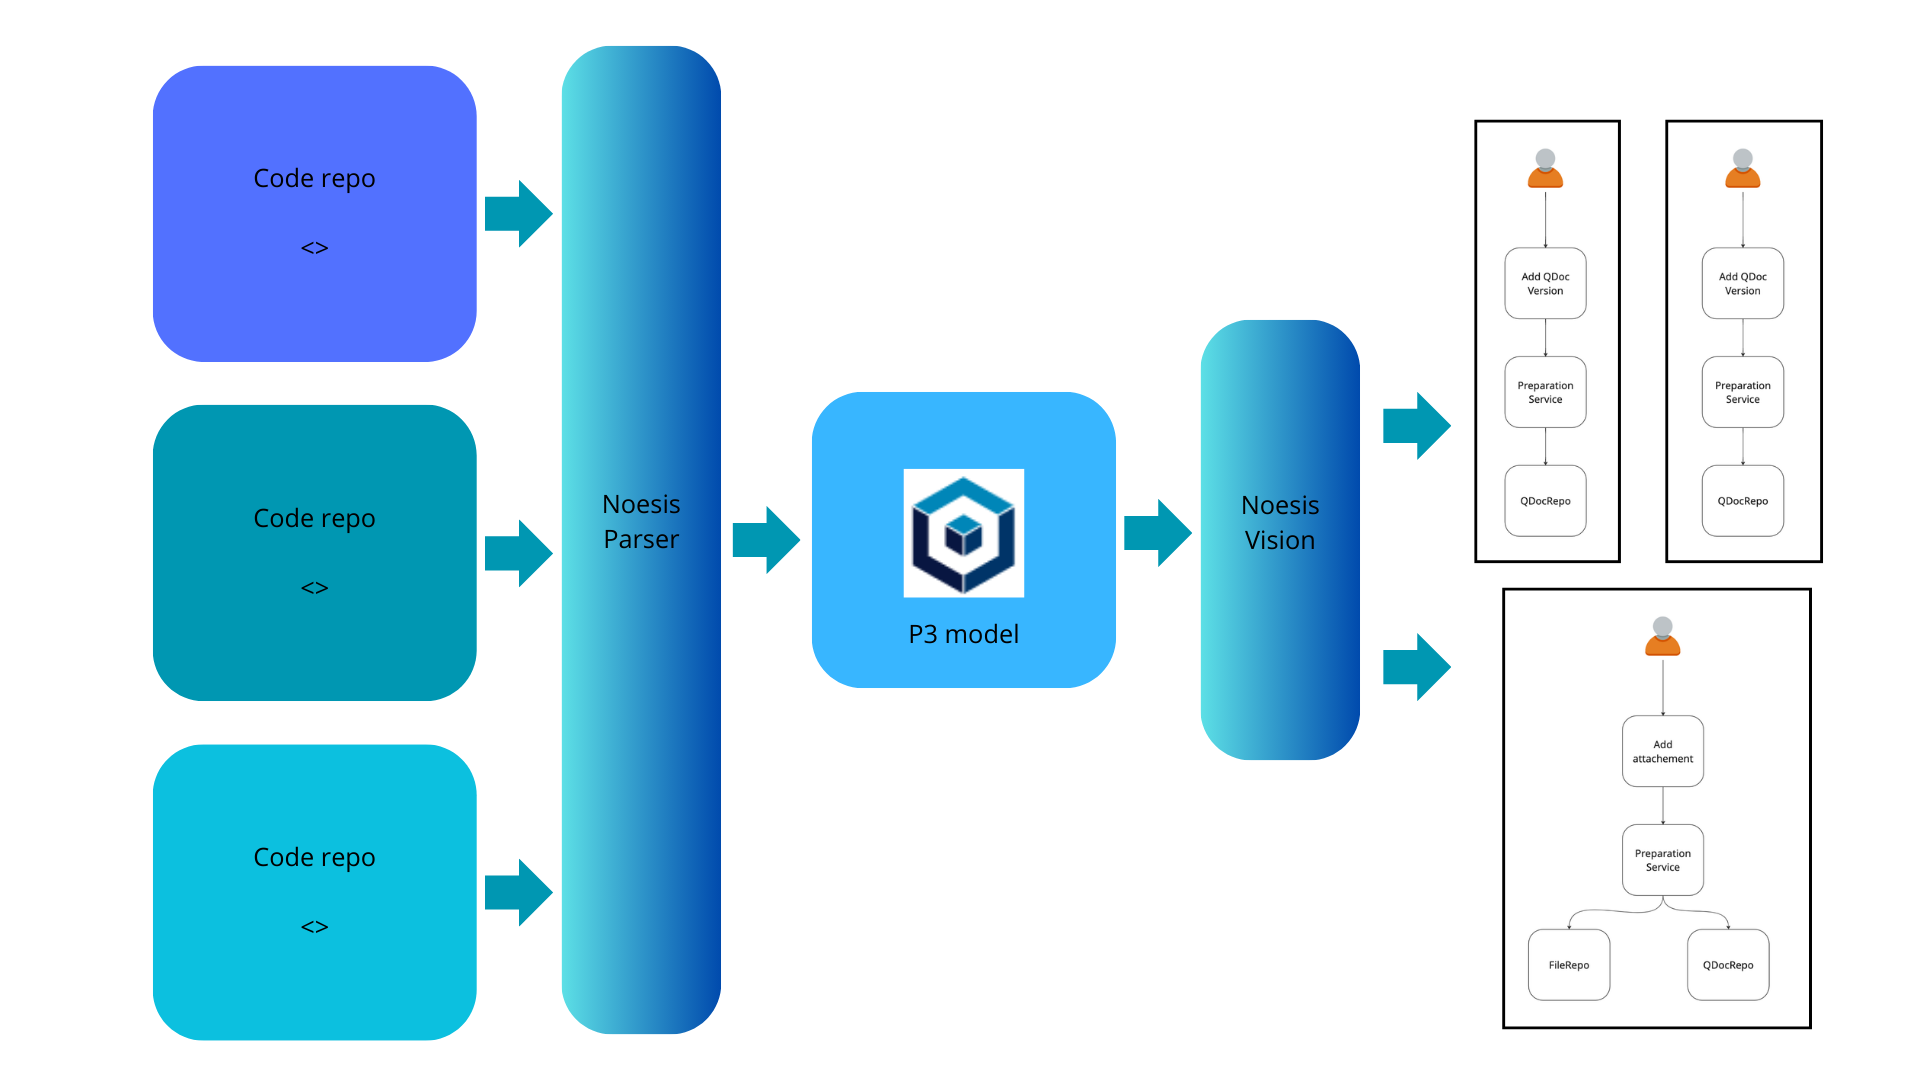 Code repo
<>
Code repo
<>
Code repo
<>
Noesis
Parser
P3 model
Noesis
Vision
Add QDoc
Version
Preparation
Service
QDocRepo
Add QDoc
Version
Preparation
Service
QDocRepo
Add
attachement
Preparation
Service
FileRepo
QDocRepo